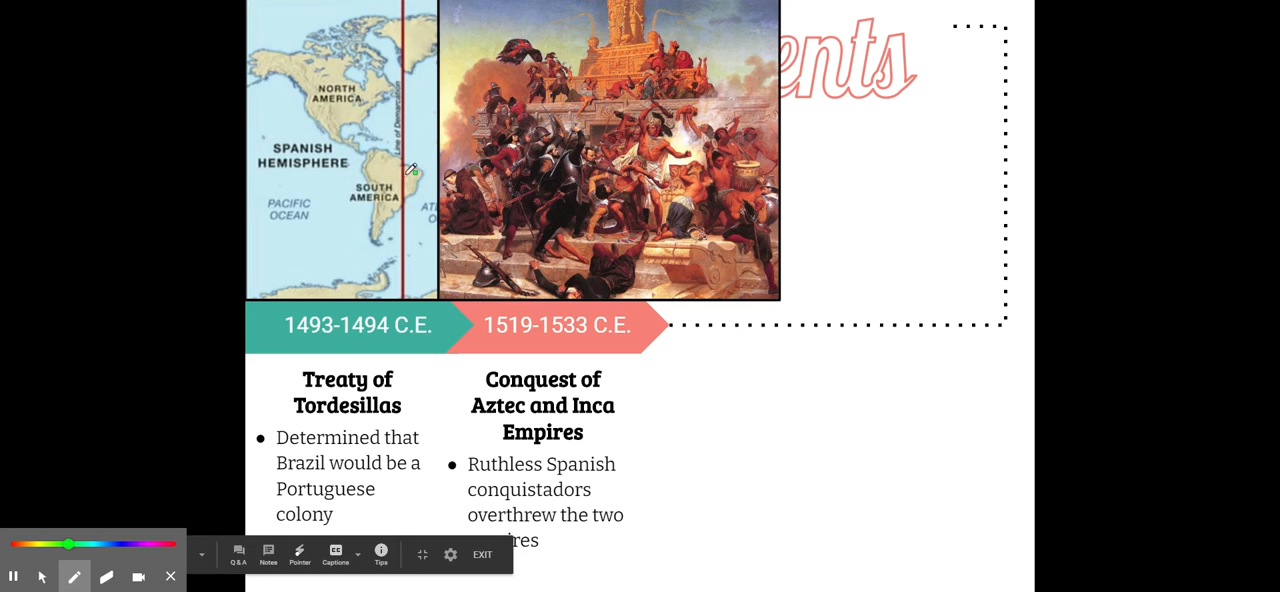 ents
NORTH
AMERICA
Line of Demarcation
SPANISH
HEMISPHERE
SOUTH
AMERICA
PACIFIC
OCEAN
1493-1494 C.E.
1519-1533 C.E.
Treaty of
Tordesillas
Conquest of
Aztec and Inca
Empires
● Determined that
Brazil would be a
Portuguese
colony
● Ruthless Spanish
conquistadors
overthrew the two
ires
Q & A
Notes
Pointer
CC
Captions
Tips
EXIT